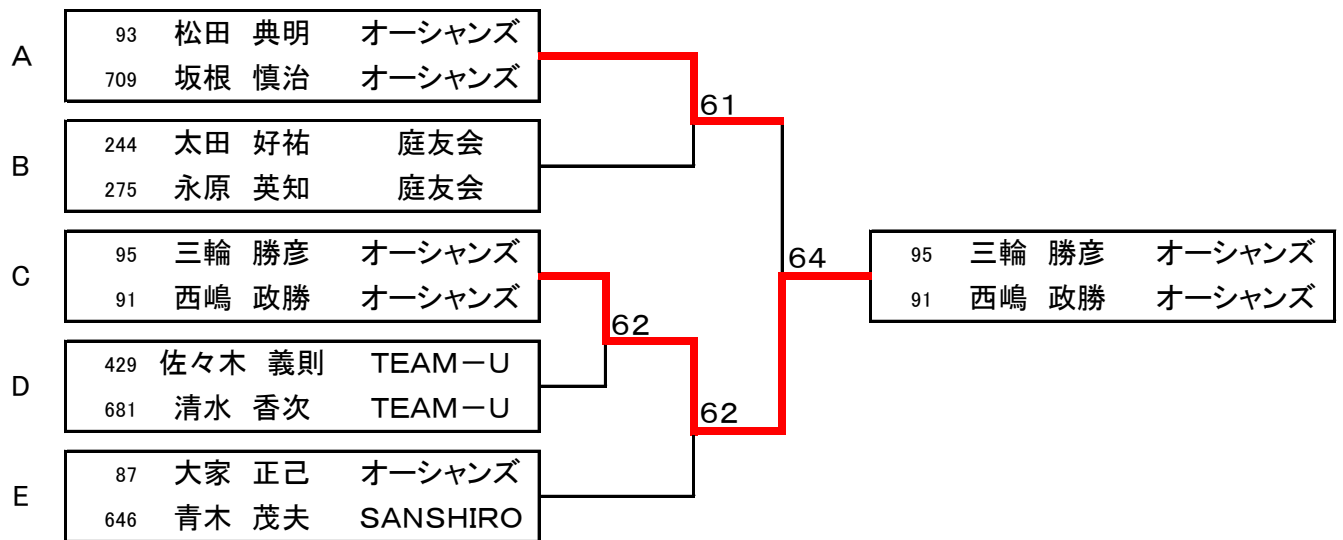 A
93 松田 典明 オーシャンズ
709 坂根 慎治 オーシャンズ
61
B
244 太田 好祐 庭友会
275 永原 英知 庭友会
C
95 三輪 勝彦 オーシャンズ
91 西嶋 政勝 オーシャンズ
64
95 三輪 勝彦 オーシャンズ
91 西嶋 政勝 オーシャンズ
62
D
429 佐々木 義則 TEAM-U
681 清水 香次 TEAM-U
62
E
87 大家 正己 オーシャンズ
646 青木 茂夫 SANSHIRO